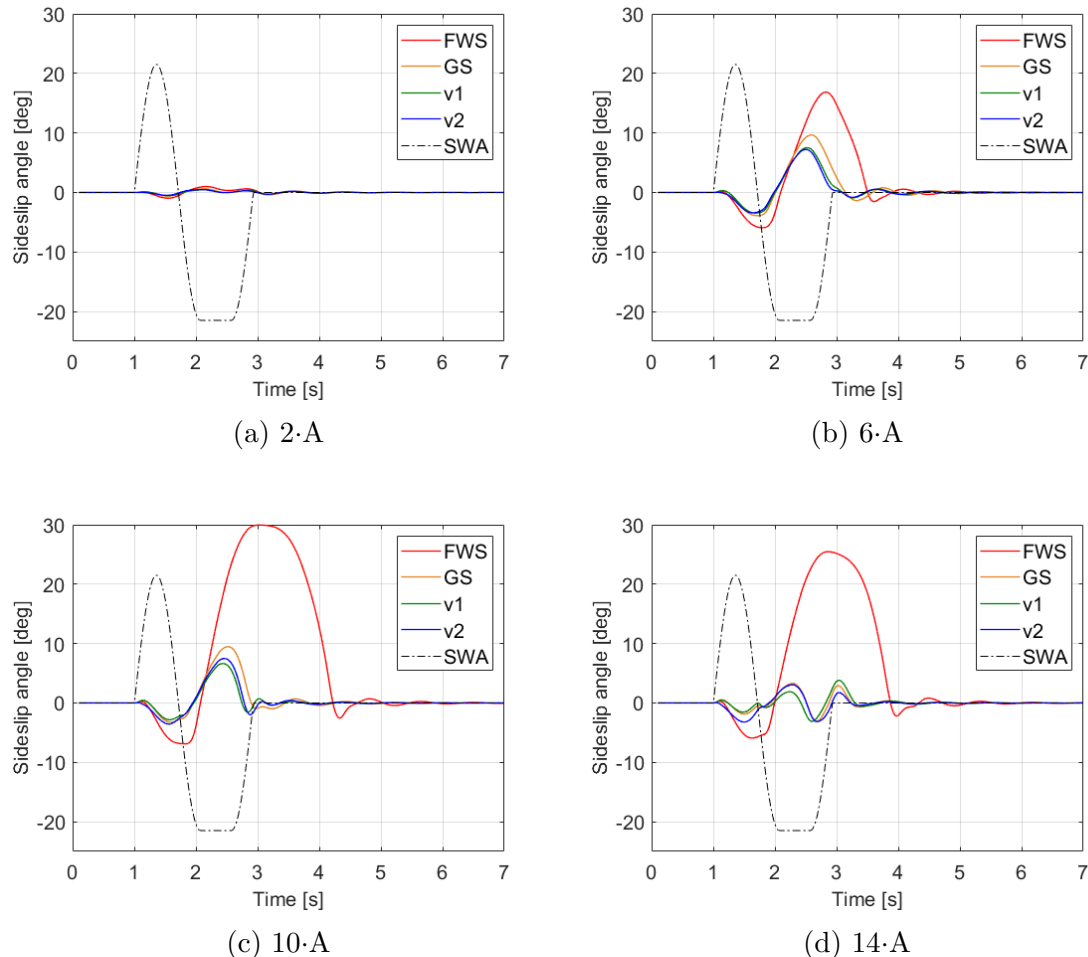 30
20
10
0
-10
-20
Sideslip angle [deg]
FWS
GS
v1
v2
SWA
0 1 2 3 4 5 6 7
Time [s]
(a) 2·A
30
20
10
0
-10
-20
Sideslip angle [deg]
FWS
GS
v1
v2
SWA
0 1 2 3 4 5 6 7
Time [s]
(b) 6·A
30
20
10
0
-10
-20
Sideslip angle [deg]
FWS
GS
v1
v2
SWA
0 1 2 3 4 5 6 7
Time [s]
(c) 10·A
30
20
10
0
-10
-20
Sideslip angle [deg]
FWS
GS
v1
v2
SWA
0 1 2 3 4 5 6 7
Time [s]
(d) 14·A